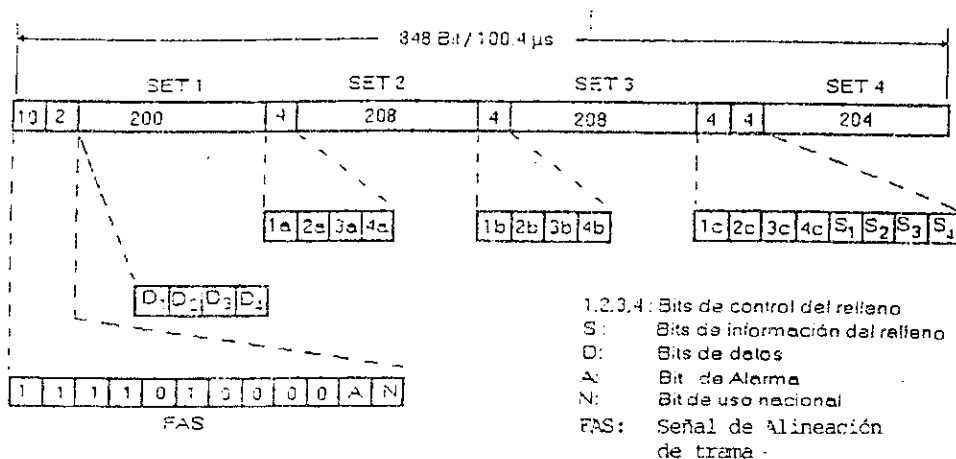 848 Bit / 100.4 µs
SET 1 SET 2 SET 3 SET 4
10 2 200 4 208 4 208 4 4 204
1a 2a 3a 4a 1b 2b 3b 4b 1c 2c 3c 4c S1 S2 S3 S4
D1 D2 D3 D4
1 1 1 1 0 1 0 0 0 0 A N
FAS
1,2,3,4: Bits de control del relleno
S: Bits de información del relleno
D: Bits de datos
A: Bit de Alarma
N: Bit de uso nacional
FAS: Señal de Alineación
de trama